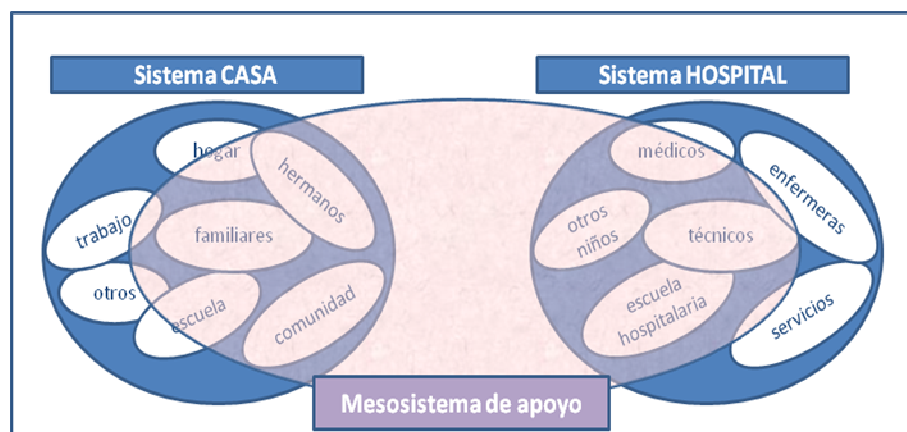 Sistema CASA
Sistema HOSPITAL
hogar
hermanos
trabajo
familiares
otros
escuela
comunidad
médicos
enfermeras
otros
niños
técnicos
escuela
hospitalaria
servicios
Mesosistema de apoyo